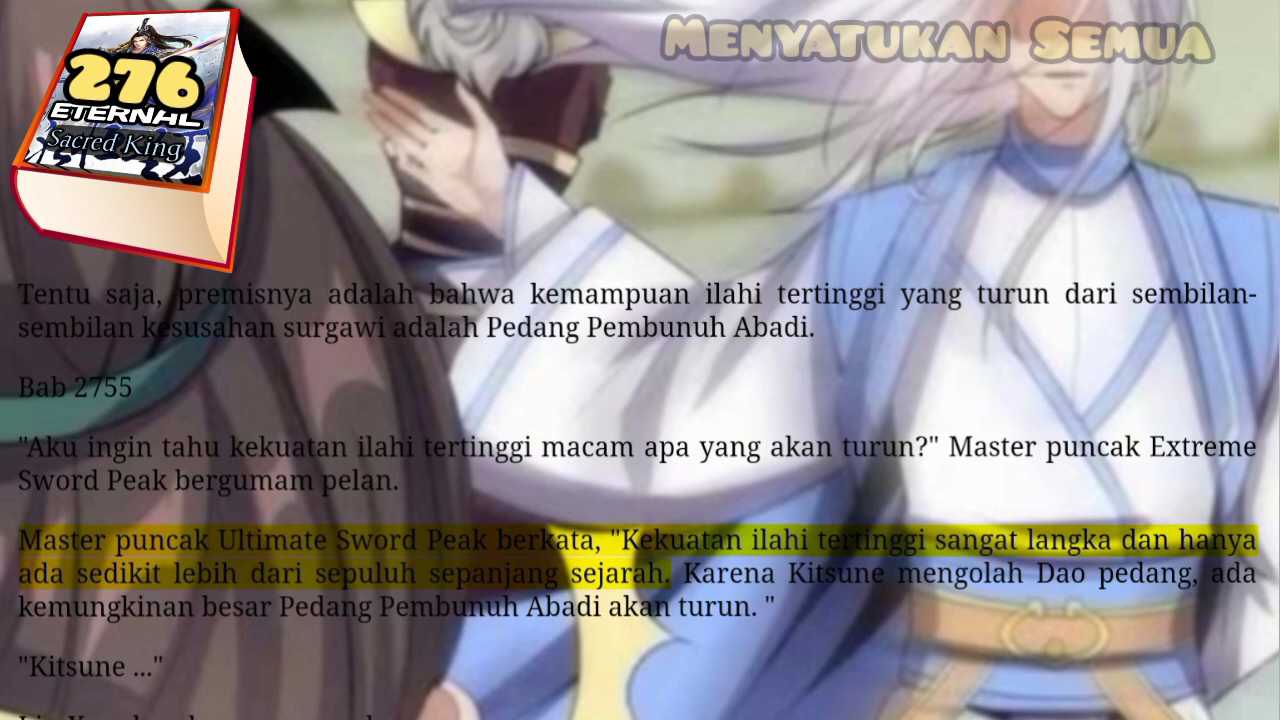 Menyatukan Semua
276
ETERNAL
Sacred King
Tentu saja, premisnya adalah bahwa kemampuan ilahi tertinggi yang turun dari sembilan-
sembilan kesusahan surgawi adalah Pedang Pembunuh Abadi.
Bab 2755
"Aku ingin tahu kekuatan ilahi tertinggi macam apa yang akan turun?" Master puncak Extreme
Sword Peak bergumam pelan.
Master puncak Ultimate Sword Peak berkata, "Kekuatan ilahi tertinggi sangat langka dan hanya
ada sedikit lebih dari sepuluh sepanjang sejarah. Karena Kitsune mengolah Dao pedang, ada
kemungkinan besar Pedang Pembunuh Abadi akan turun. "
"Kitsune ..."